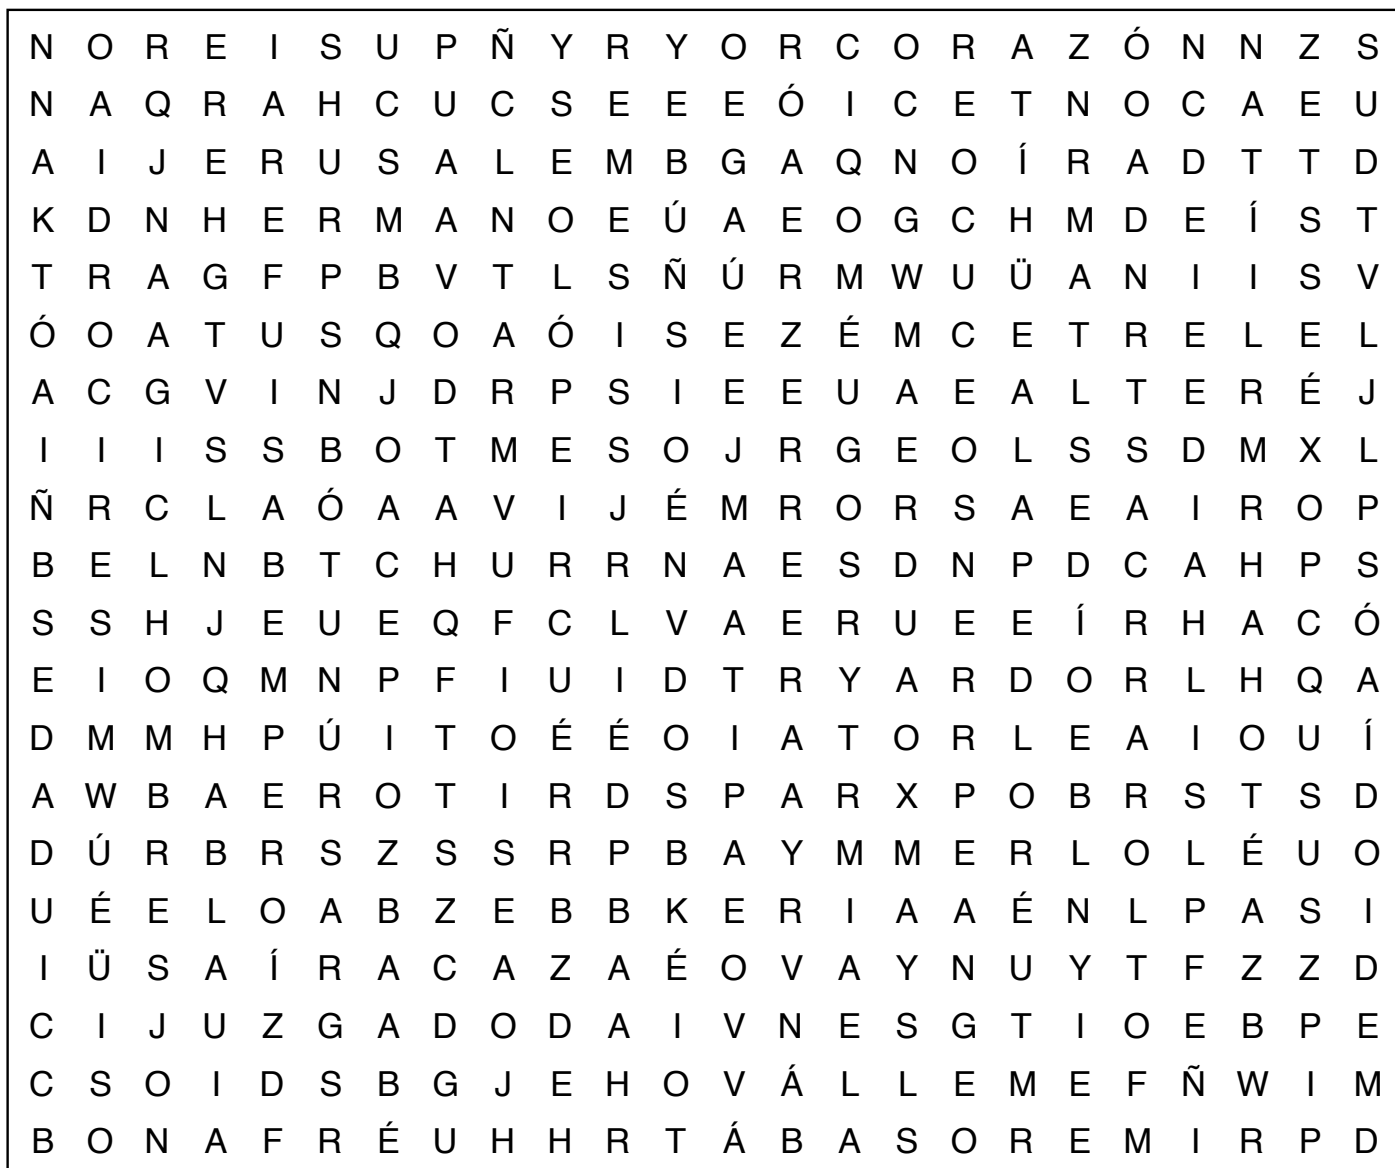 N O R E I S U P Ñ Y R Y O R C O R A Z Ó N N Z S
N A Q R A H C U C S E E E Ó I C E T N O C A E U
A I J E R U S A L E M B G A Q N O Í R A D T T D
K D N H E R M A N O E Ú A E O G C H M D E Í S T
T R A G F P B V T L S Ñ Ú R M W U Ü A N I I S V
Ó O A T U S Q O A Ó I S E Z É M C E T R E L E L
A C G V I N J D R P S I E E U A E A L T E R É J
I I I S S B O T M E S O J R G E O L S S D M X L
Ñ R C L A Ó A A V I J É M R O R S A E A I R O P
B E L N B T C H U R R N A E S D N P D C A H P S
S S H J E U E Q F C L V A E R U E E Í R H A C Ó
E I O Q M N P F I U I D T R Y A R D O R L H Q A
D M M H P Ú I T O É É O I A T O R L E A I O U Í
A W B A E R O T I R D S P A R X P O B R S T S D
D Ú R B R S Z S S R P B A Y M M E R L O L É U O
U É E L O A B Z E B B K E R I A A É N L P A S I
I Ü S A Í R A C A Z A É O V A Y N U Y T F Z Z D
C I J U Z G A D O D A I V N E S G T I O E B P E
C S O I D S B G J E H O V Á L L E M E F Ñ W I M
B O N A F R É U H H R T Á B A S O R E M I R P D